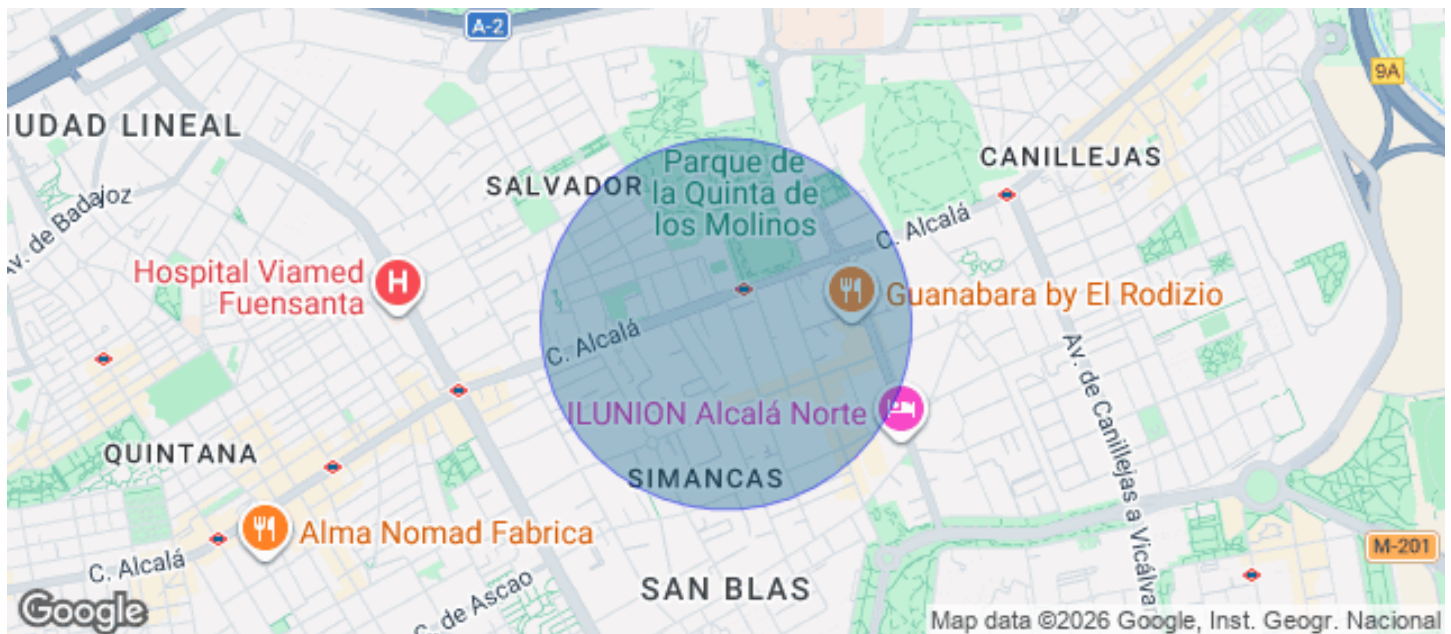 A-2
9A
IUDAD LINEAL
CANILLEJAS
Parque de
la Quinta de
los Molinos
SALVADOR
Av. de Badajoz
C. Alcalá
Hospital Viamed
Fuensanta
H
Guanabara by El Rodizio
C. Alcalá
Av. de Canillejas a Vicálva
ILUNION Alcalá Norte
QUINTANA
SIMANCAS
Alma Nomad Fabrica
M-201
C. Alcalá
C. de Ascao
SAN BLAS
Google
Map data ©2026 Google, Inst. Geogr. Nacional